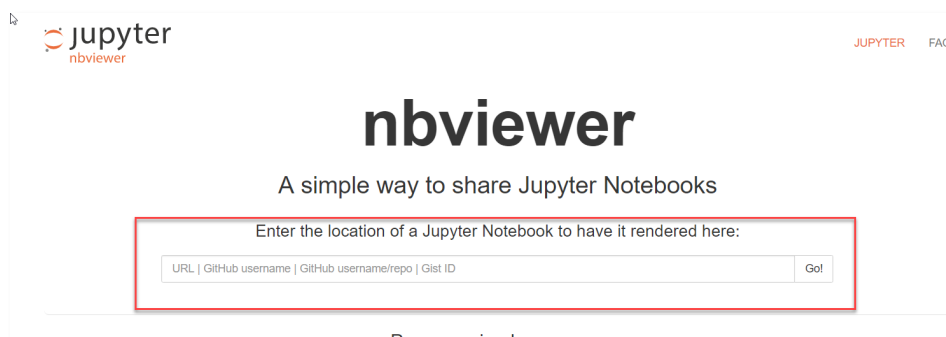 jupyter
nbviewer
JUPYTER
nbviewer
A simple way to share Jupyter Notebooks
Enter the location of a Jupyter Notebook to have it rendered here:
URL | GitHub username | GitHub username/repo | Gist ID
Go!